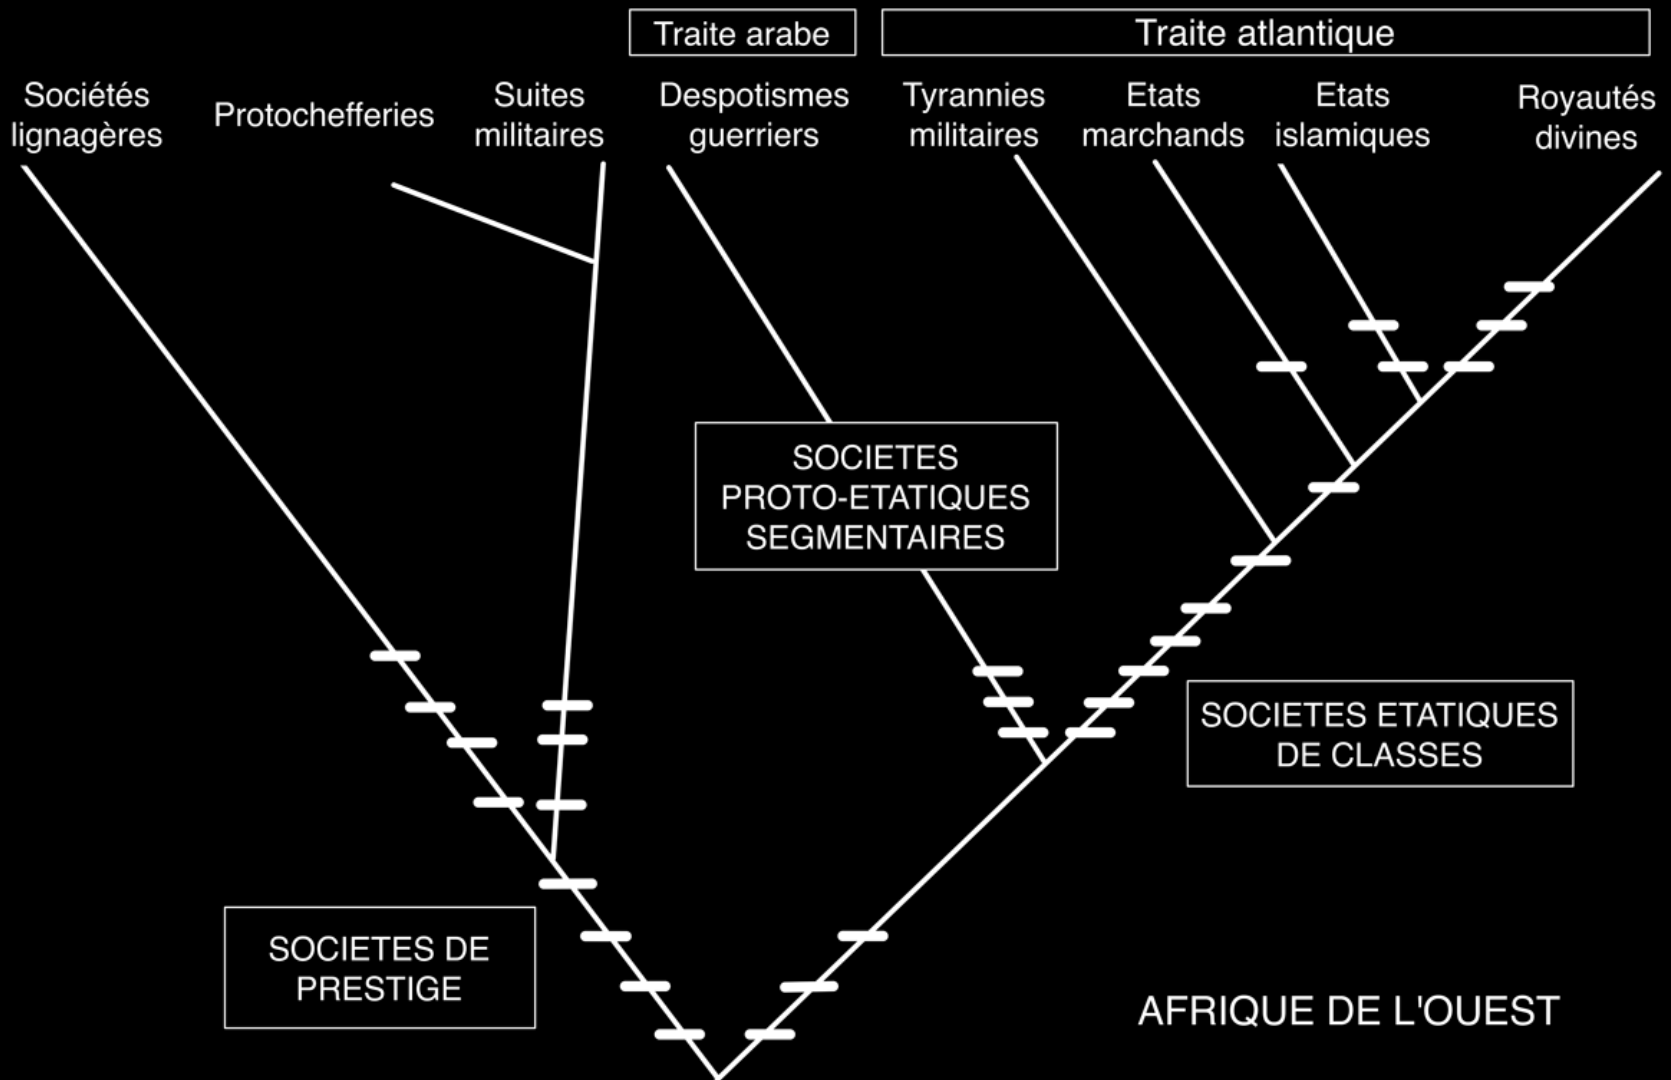 Traite arabe
Traite atlantique
Sociétés
lignagères
Protochefferies
Suites
militaires
Despotismes
guerriers
Tyrannies
militaires
Etats
marchands
Etats
islamiques
Royautés
divines
SOCIETES
PROTO-ETATIQUES
SEGMENTAIRES
SOCIETES ETATIQUES
DE CLASSES
SOCIETES DE
PRESTIGE
AFRIQUE DE L'OUEST